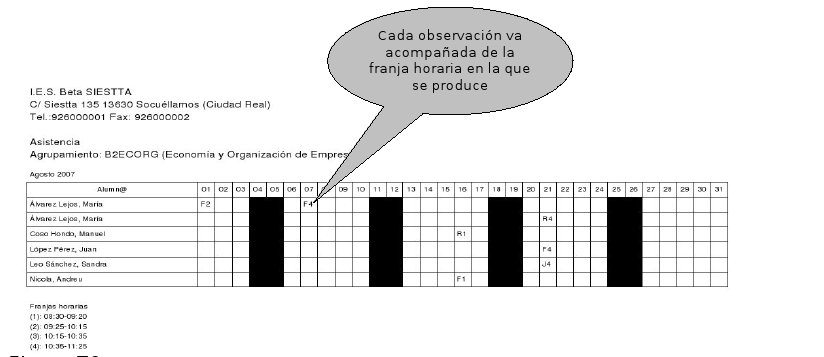 Cada observación va
acompañada de la
franja horaria en la que
se produce
I.E.S. Beta SIESTTA
C/ Siestta 135 13630 Socuéllamos (Ciudad Real)
Tel.:926000001 Fax: 926000002
Asistencia
Agrupamiento: B2ECORG (Economía y Organización de Empres
Agosto 2007
Alumn@ 01 02 03 04 05 06 07 09 10 11 12 13 14 15 16 17 18 19 20 21 22 23 24 25 26 27 28 29 30 31
Álvarez Lejos, María F2 F4
Álvarez Lejos, María R4
Coso Hondo, Manuel R1
López Pérez, Juan F4
Leo Sánchez, Sandra J4
Nicola, Andreu F1
Franjas horarias
(1): 08:30-09:20
(2): 09:25-10:15
(3): 10:15-10:35
(4): 10:35-11:25